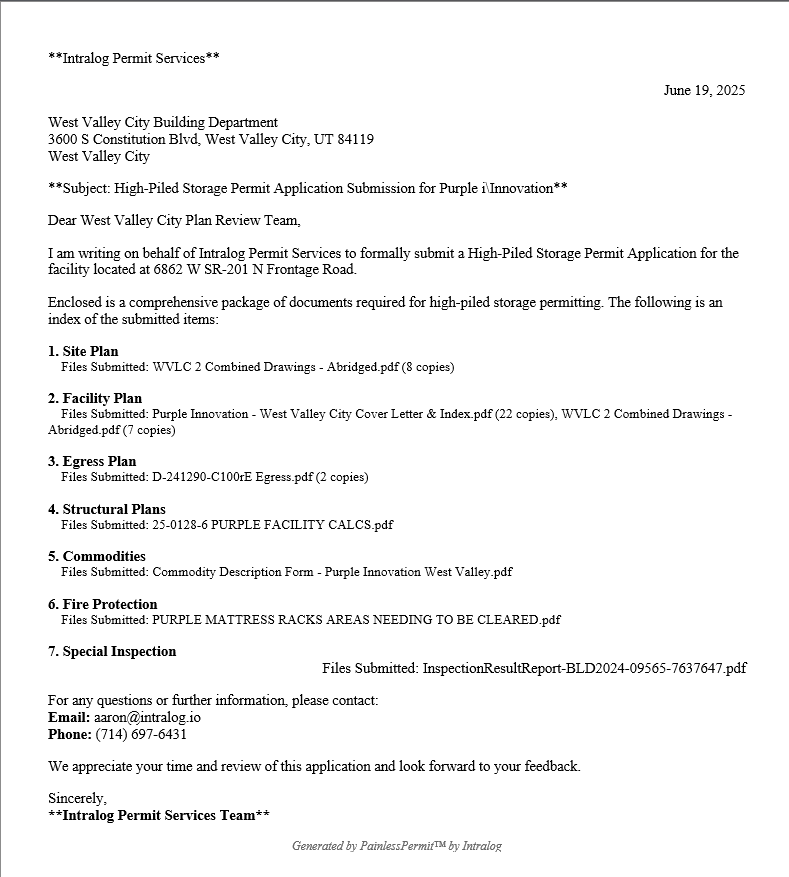 **Intralog Permit Services**
June 19, 2025
West Valley City Building Department
3600 S Constitution Blvd, West Valley City, UT 84119
West Valley City
**Subject: High-Piled Storage Permit Application Submission for Purple i\Innovation**
Dear West Valley City Plan Review Team,
I am writing on behalf of Intralog Permit Services to formally submit a High-Piled Storage Permit Application for the
facility located at 6862 W SR-201 N Frontage Road.
Enclosed is a comprehensive package of documents required for high-piled storage permitting. The following is an
index of the submitted items:
1. Site Plan
Files Submitted: WVLC 2 Combined Drawings - Abridged.pdf (8 copies)
2. Facility Plan
Files Submitted: Purple Innovation - West Valley City Cover Letter & Index.pdf (22 copies), WVLC 2 Combined Drawings -
Abridged.pdf (7 copies)
3. Egress Plan
Files Submitted: D-241290-C100rE Egress.pdf (2 copies)
4. Structural Plans
Files Submitted: 25-0128-6 PURPLE FACILITY CALCS.pdf
5. Commodities
Files Submitted: Commodity Description Form - Purple Innovation West Valley.pdf
6. Fire Protection
Files Submitted: PURPLE MATTRESS RACKS AREAS NEEDING TO BE CLEARED.pdf
7. Special Inspection
Files Submitted: InspectionResultReport-BLD2024-09565-7637647.pdf
For any questions or further information, please contact:
Email: aaron@intralog.io
Phone: (714) 697-6431
We appreciate your time and review of this application and look forward to your feedback.
Sincerely,
**Intralog Permit Services Team**
Generated by PainlessPermit™ by Intralog